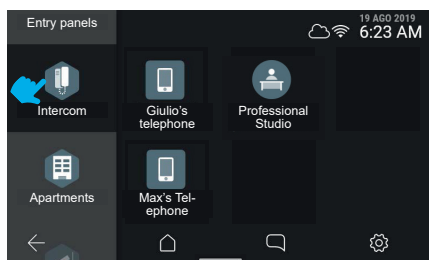 Entry panels
19 AGO 2019
6:23 AM
Intercom
Giulio's
telephone
Professional
Studio
Apartments
Max's Tel-
ephone